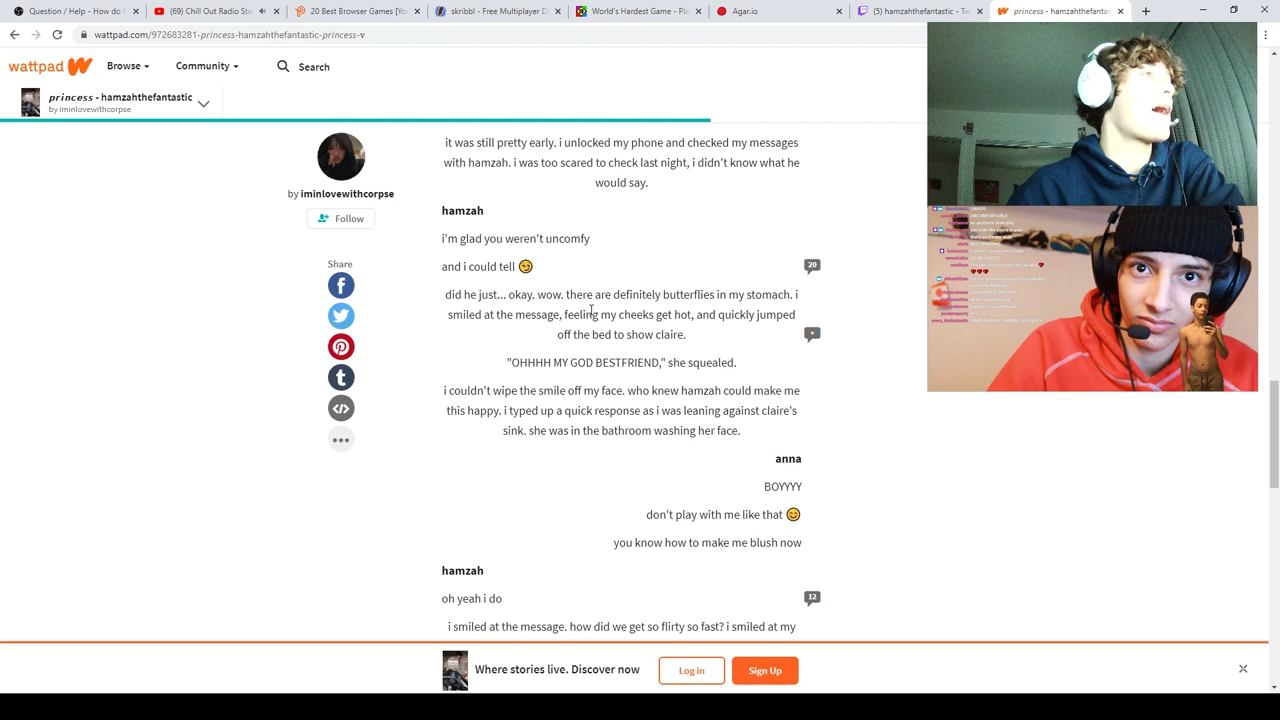 Question / Help - How do I
(69) Chill Out Radio Sta
20 Best Browser Games [Yo
skribbl - Free Multiplayer D
World's Hardest Game - Pla
Agar.io
(5) hamzahthefantastic - Tw
princess - hamzahthefantas
wattpad.com/972683281-princess-hamzahthefantastic-princess-v
wattpad
Browse
Community
Search
princess - hamzahthefantastic
by iminlovewithcorpse
by iminlovewithcorpse
Follow
Share
it was still pretty early. i unlocked my phone and checked my messages
with hamzah. i was too scared to check last night, i didn't know what he
would say.
hamzah
i'm glad you weren't uncomfy
and i could tell 😏
20
did he just... okay. wow. there are definitely butterflies in my stomach. i
smiled at the message, feeling my cheeks get hot, and quickly jumped
off the bed to show claire.
+
"OHHHH MY GOD BESTFRIEND," she squealed.
i couldn't wipe the smile off my face. who knew hamzah could make me
this happy. i typed up a quick response as i was leaning against claire's
sink. she was in the bathroom washing her face.
anna
BOYYYY
don't play with me like that 😊
you know how to make me blush now
hamzah
oh yeah i do
12
i smiled at the message. how did we get so flirty so fast? i smiled at my
Where stories live. Discover now
Log in
Sign Up
LMAOO
UNCOMFORTABLE